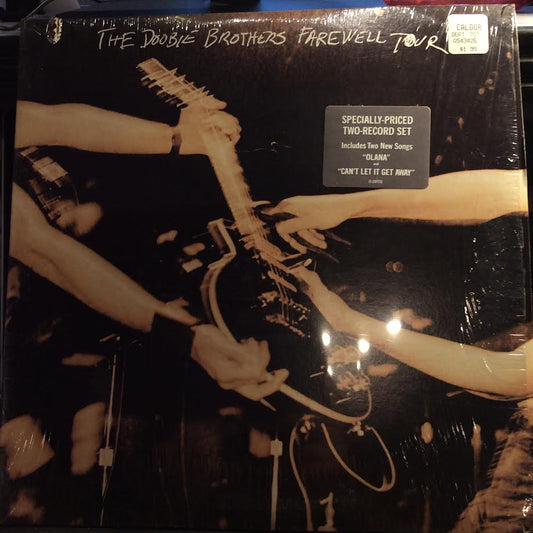 THE DOOBIE BROTHERS FAREWELL TOUR
CALDOR
SPECIALLY-PRICED
TWO-RECORD SET
Includes Two New Songs
"OLANA"
and
"CAN'T LET IT GET AWAY"